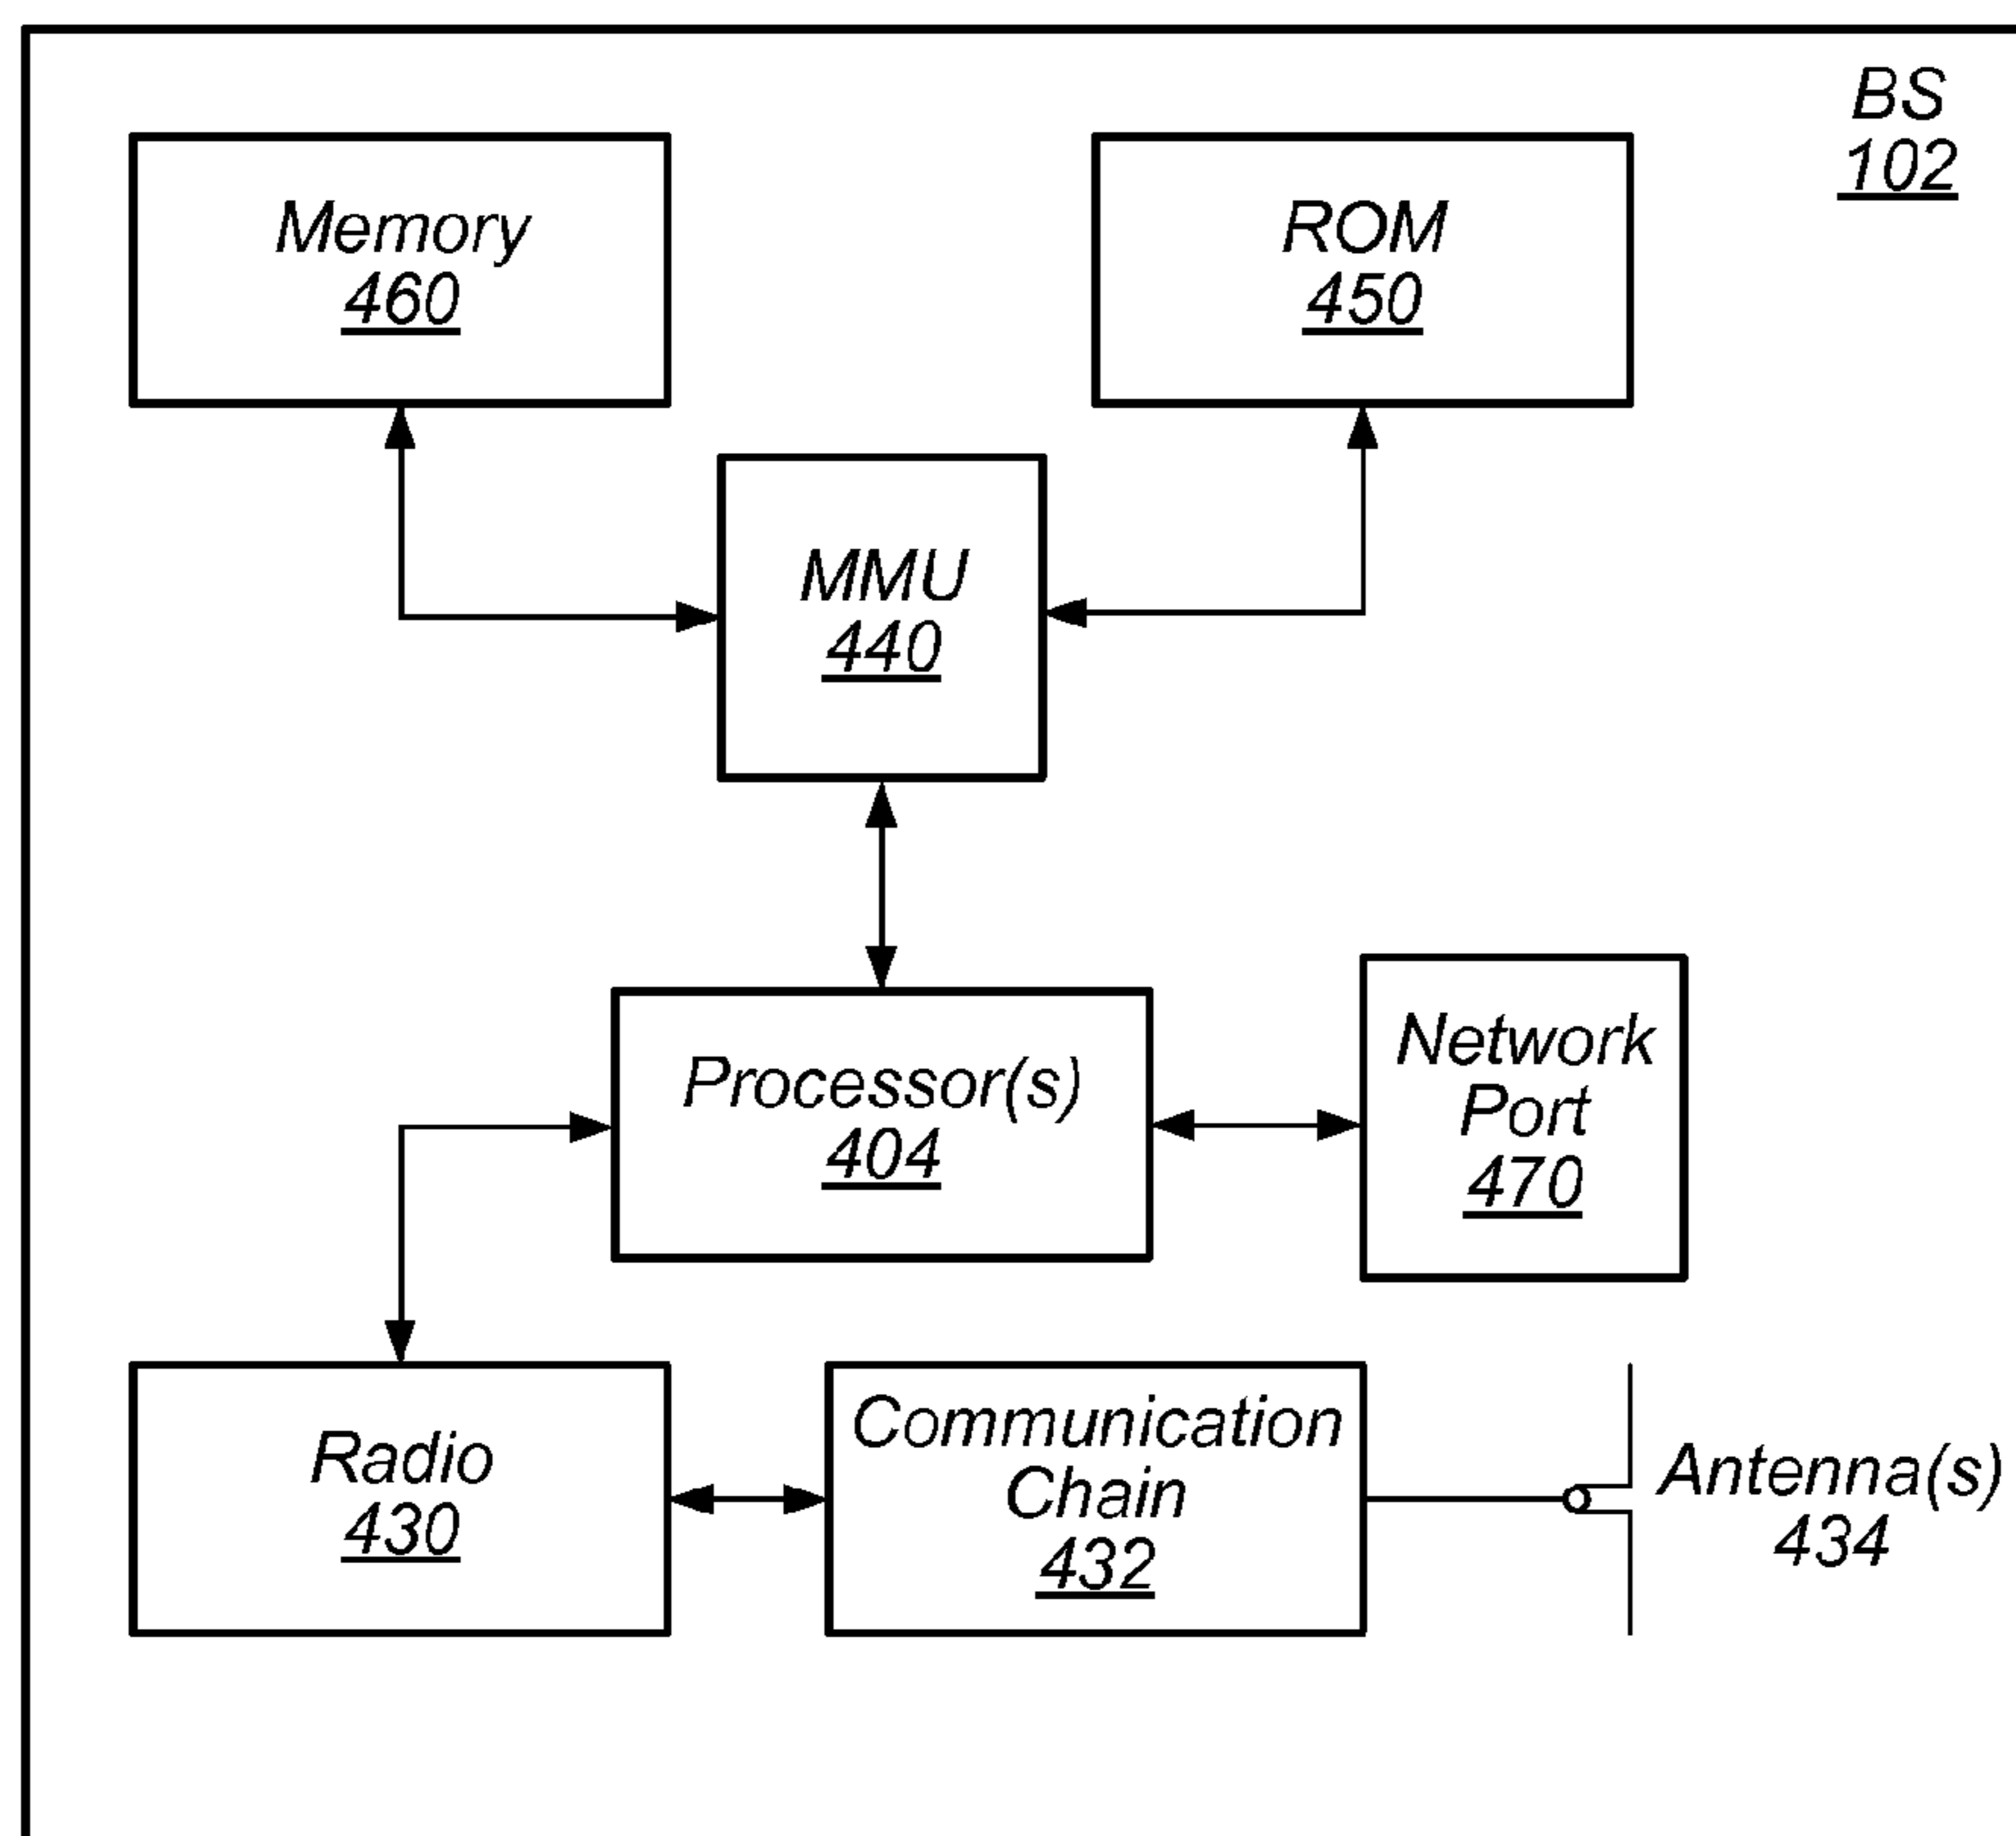 BS
102
Memory
460
ROM
450
MMU
440
Processor(s)
404
Network
Port
470
Radio
430
Communication
Chain
432
Antenna(s)
434